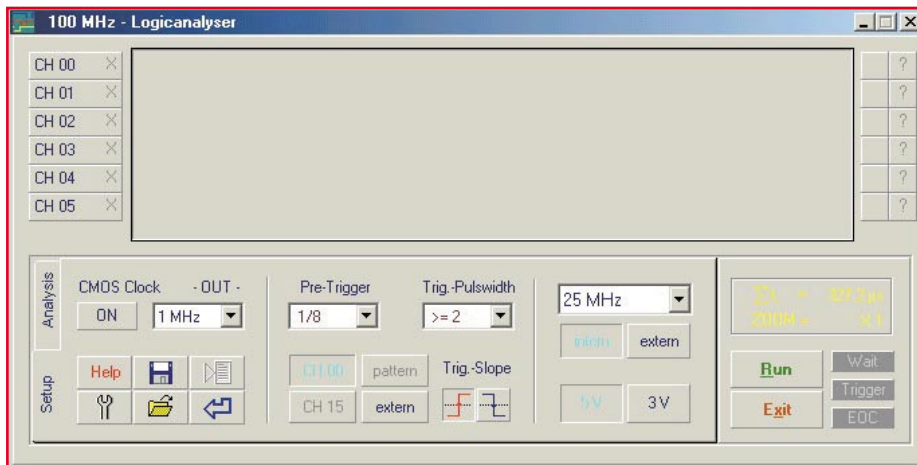 100 MHz - Logicanalyser
CH 00 X ?
CH 01 X ?
CH 02 X ?
CH 03 X ?
CH 04 X ?
CH 05 X ?
Analysis
Setup
CMOS Clock - OUT -
ON 1 MHz
Help
Pre-Trigger Trig.-Pulswidth
1/8 >= 2
CH 00 pattern Trig.-Slope
CH 15 extern
25 MHz
intern extern
5 V 3 V
ZOOM = X 1
Run
Exit
Wait
Trigger
EOC